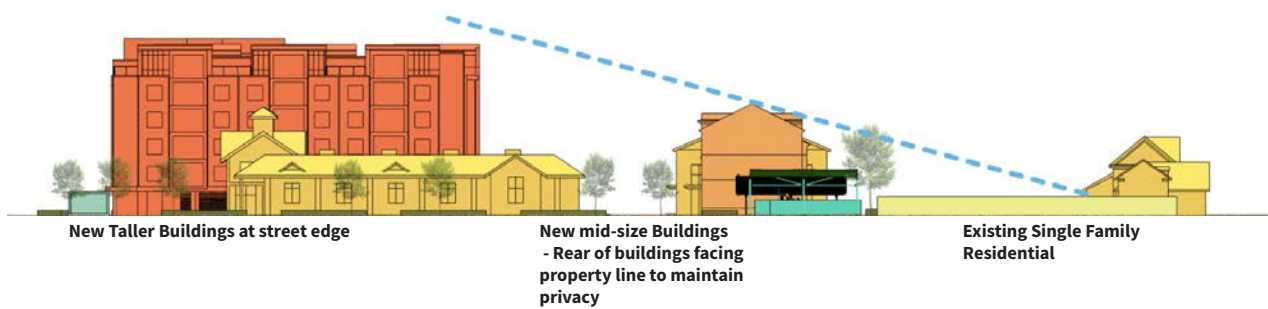 New Taller Buildings at street edge
New mid-size Buildings
- Rear of buildings facing
property line to maintain
privacy
Existing Single Family
Residential